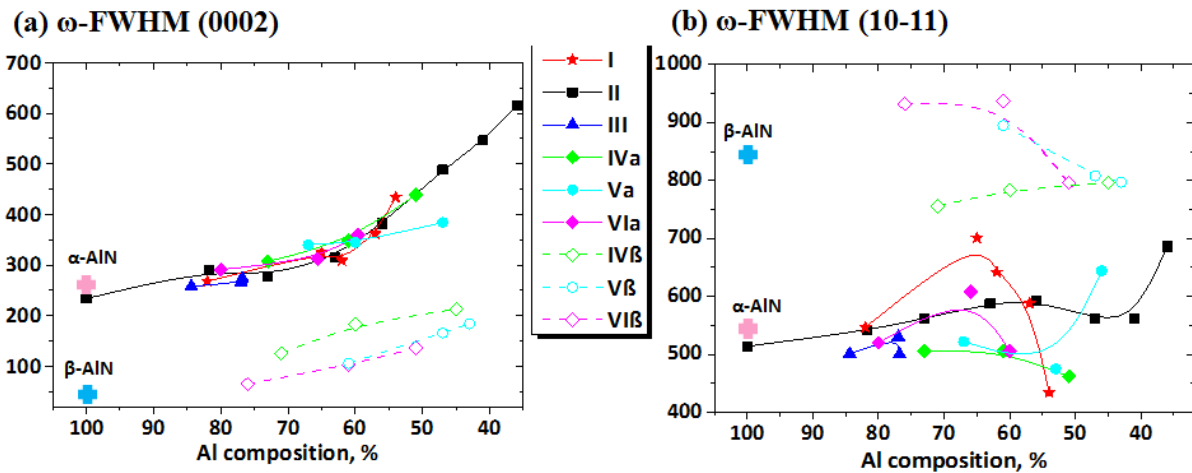 (a) ω-FWHM (0002)
700
600
500
400
300
200
100
α-AlN
β-AlN
100 90 80 70 60 50 40
Al composition, %
I
II
III
IVa
Va
VIa
IVß
Vß
VIß
(b) ω-FWHM (10-11)
1000
900
800
700
600
500
400
β-AlN
α-AlN
100 90 80 70 60 50 40
Al composition, %